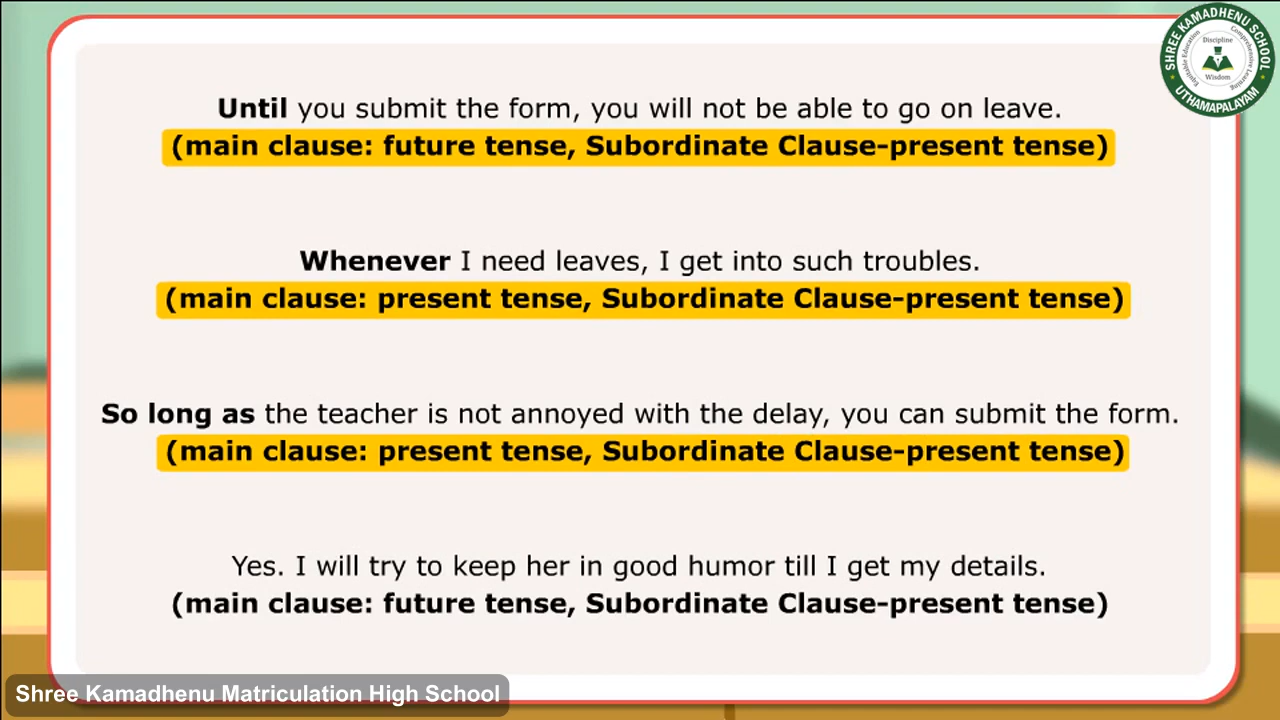 SHREE KAMADHENU SCHOOL
Discipline
Equitable Education
Comprehensive Learning
Wisdom
UTHAMAPALAYAM
Until you submit the form, you will not be able to go on leave.
(main clause: future tense, Subordinate Clause-present tense)
Whenever I need leaves, I get into such troubles.
(main clause: present tense, Subordinate Clause-present tense)
So long as the teacher is not annoyed with the delay, you can submit the form.
(main clause: present tense, Subordinate Clause-present tense)
Yes. I will try to keep her in good humor till I get my details.
(main clause: future tense, Subordinate Clause-present tense)
Shree Kamadhenu Matriculation High School